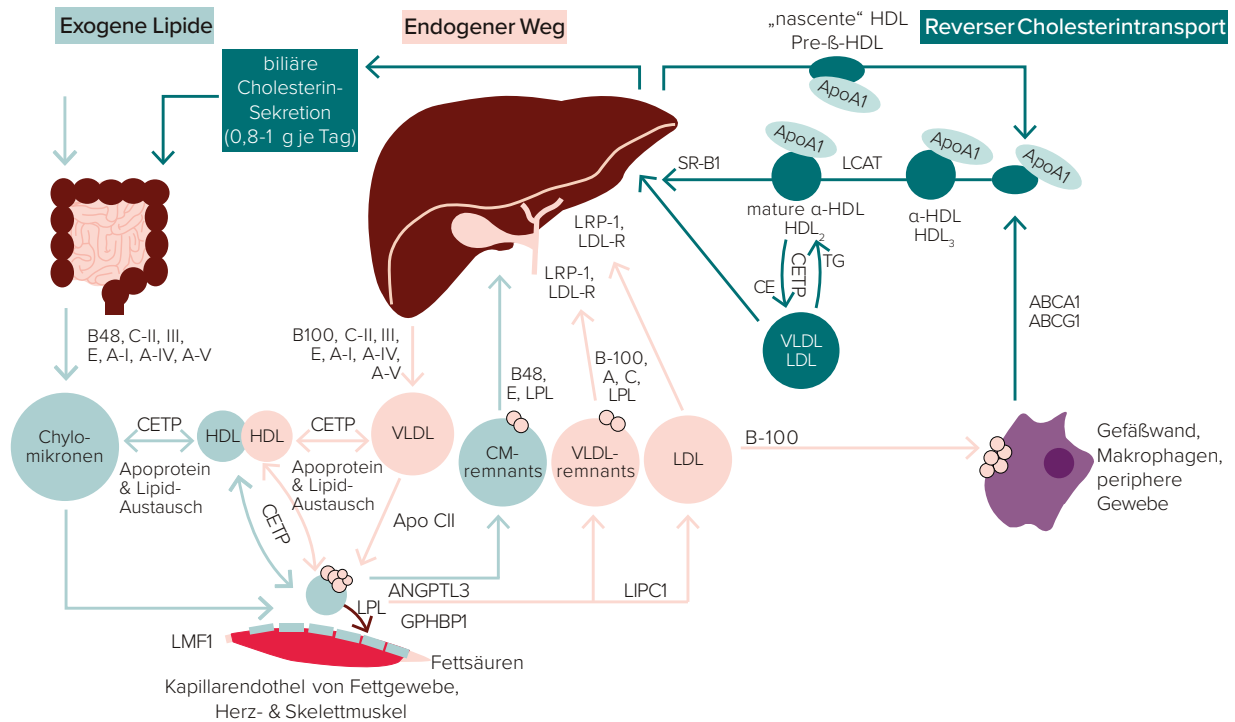 Exogene Lipide
Endogener Weg
„nascente“ HDL
Pre-ß-HDL
Reverser Cholesterintransport
biliäre
Cholesterin-
Sekretion
(0,8-1 g je Tag)
ApoA1
ApoA1
ApoA1
ApoA1
SR-B1
LCAT
mature α-HDL
HDL2
α-HDL
HDL3
LRP-1,
LDL-R
LRP-1,
LDL-R
CE
CETP
TG
VLDL
LDL
ABCA1
ABCG1
B48, C-II, III,
E, A-I, A-IV, A-V
B100, C-II, III,
E, A-I, A-IV,
A-V
B48,
E, LPL
B-100,
A, C,
LPL
Chylo-
mikronen
CETP
Apoprotein
& Lipid-
Austausch
HDL
HDL
CETP
Apoprotein
& Lipid-
Austausch
VLDL
CM-
remnants
VLDL-
remnants
LDL
B-100
Gefäßwand,
Makrophagen,
periphere
Gewebe
CETP
Apo CII
ANGPTL3
LIPC1
LPL
GPHBP1
LMF1
Fettsäuren
Kapillarendothel von Fettgewebe,
Herz- & Skelettmuskel